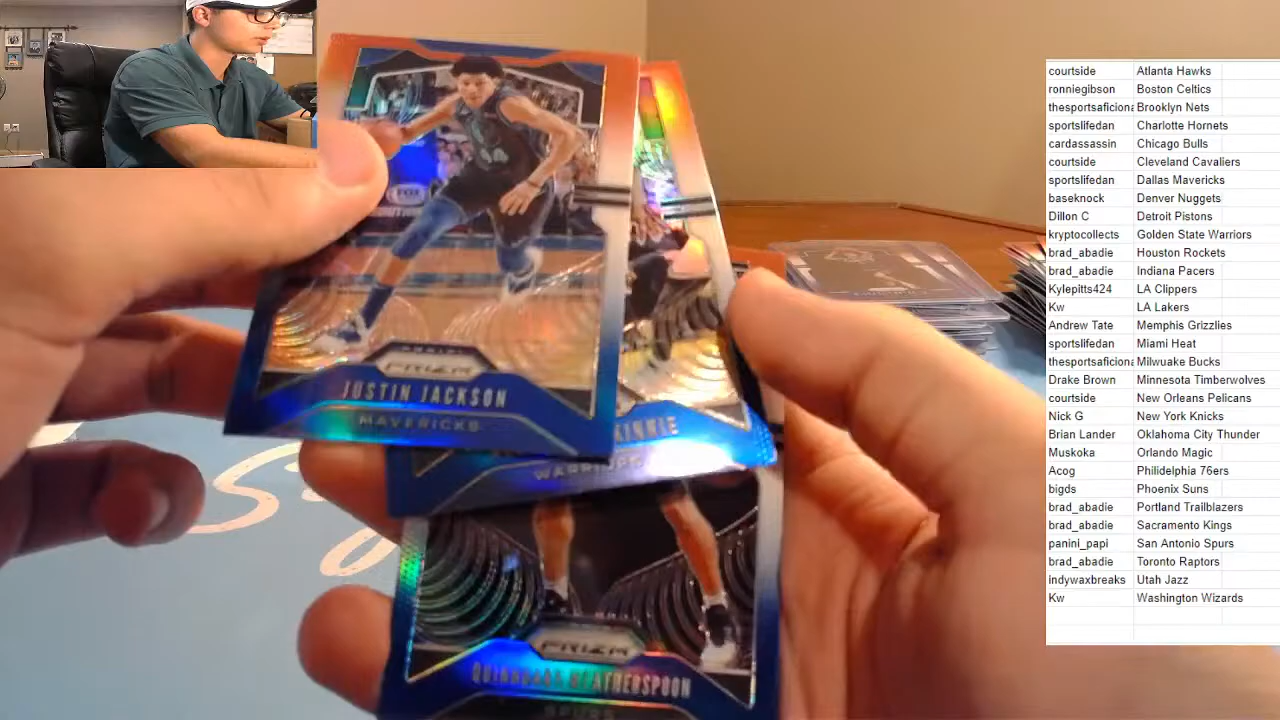 FOX
JUSTIN JACKSON
MAVERICKS
PANINI
PRIZM
WARRIORS
PRIZM
WEATHERSPOON
SPURS
courtside Atlanta Hawks
ronniegibson Boston Celtics
thesportsaficiona Brooklyn Nets
sportslifedan Charlotte Hornets
cardassassin Chicago Bulls
courtside Cleveland Cavaliers
sportslifedan Dallas Mavericks
baseknock Denver Nuggets
Dillon C Detroit Pistons
kryptocollects Golden State Warriors
brad_abadie Houston Rockets
brad_abadie Indiana Pacers
Kylepitts424 LA Clippers
Kw LA Lakers
Andrew Tate Memphis Grizzlies
sportslifedan Miami Heat
thesportsaficiona Milwuake Bucks
Drake Brown Minnesota Timberwolves
courtside New Orleans Pelicans
Nick G New York Knicks
Brian Lander Oklahoma City Thunder
Muskoka Orlando Magic
Acog Philidelphia 76ers
bigds Phoenix Suns
brad_abadie Portland Trailblazers
brad_abadie Sacramento Kings
panini_papi San Antonio Spurs
brad_abadie Toronto Raptors
indywaxbreaks Utah Jazz
Kw Washington Wizards